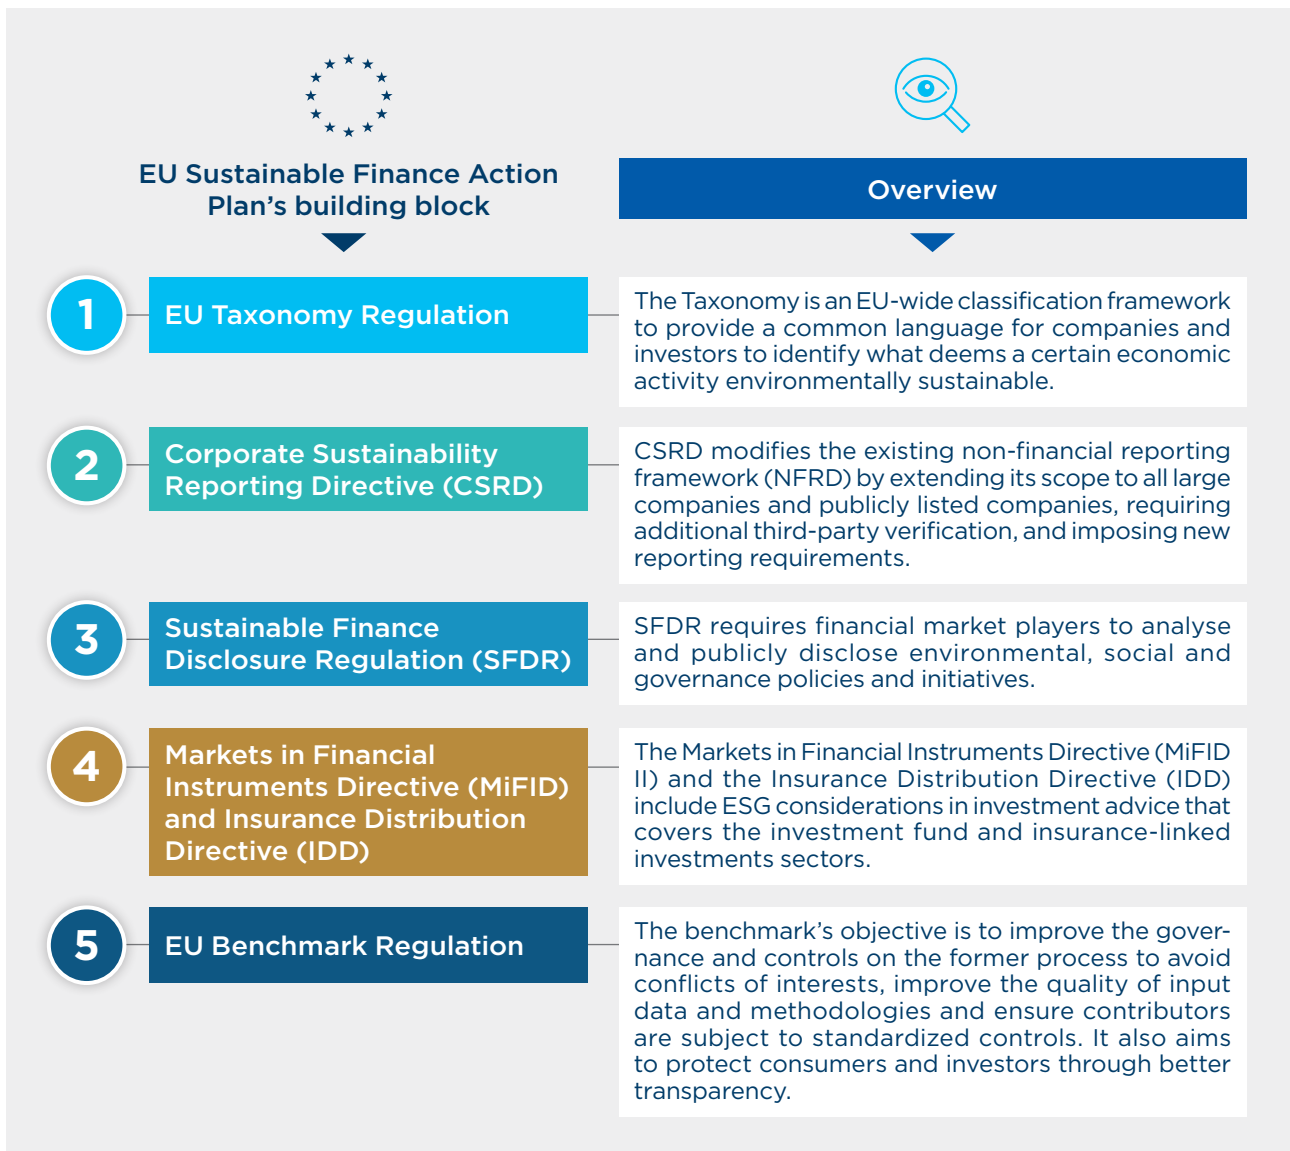 EU Sustainable Finance Action
Plan’s building block
Overview
1
EU Taxonomy Regulation
The Taxonomy is an EU-wide classification framework
to provide a common language for companies and
investors to identify what deems a certain economic
activity environmentally sustainable.
2
Corporate Sustainability
Reporting Directive (CSRD)
CSRD modifies the existing non-financial reporting
framework (NFRD) by extending its scope to all large
companies and publicly listed companies, requiring
additional third-party verification, and imposing new
reporting requirements.
3
Sustainable Finance
Disclosure Regulation (SFDR)
SFDR requires financial market players to analyse
and publicly disclose environmental, social and
governance policies and initiatives.
4
Markets in Financial
Instruments Directive (MiFID)
and Insurance Distribution
Directive (IDD)
The Markets in Financial Instruments Directive (MiFID
II) and the Insurance Distribution Directive (IDD)
include ESG considerations in investment advice that
covers the investment fund and insurance-linked
investments sectors.
5
EU Benchmark Regulation
The benchmark’s objective is to improve the gover-
nance and controls on the former process to avoid
conflicts of interests, improve the quality of input
data and methodologies and ensure contributors
are subject to standardized controls. It also aims
to protect consumers and investors through better
transparency.